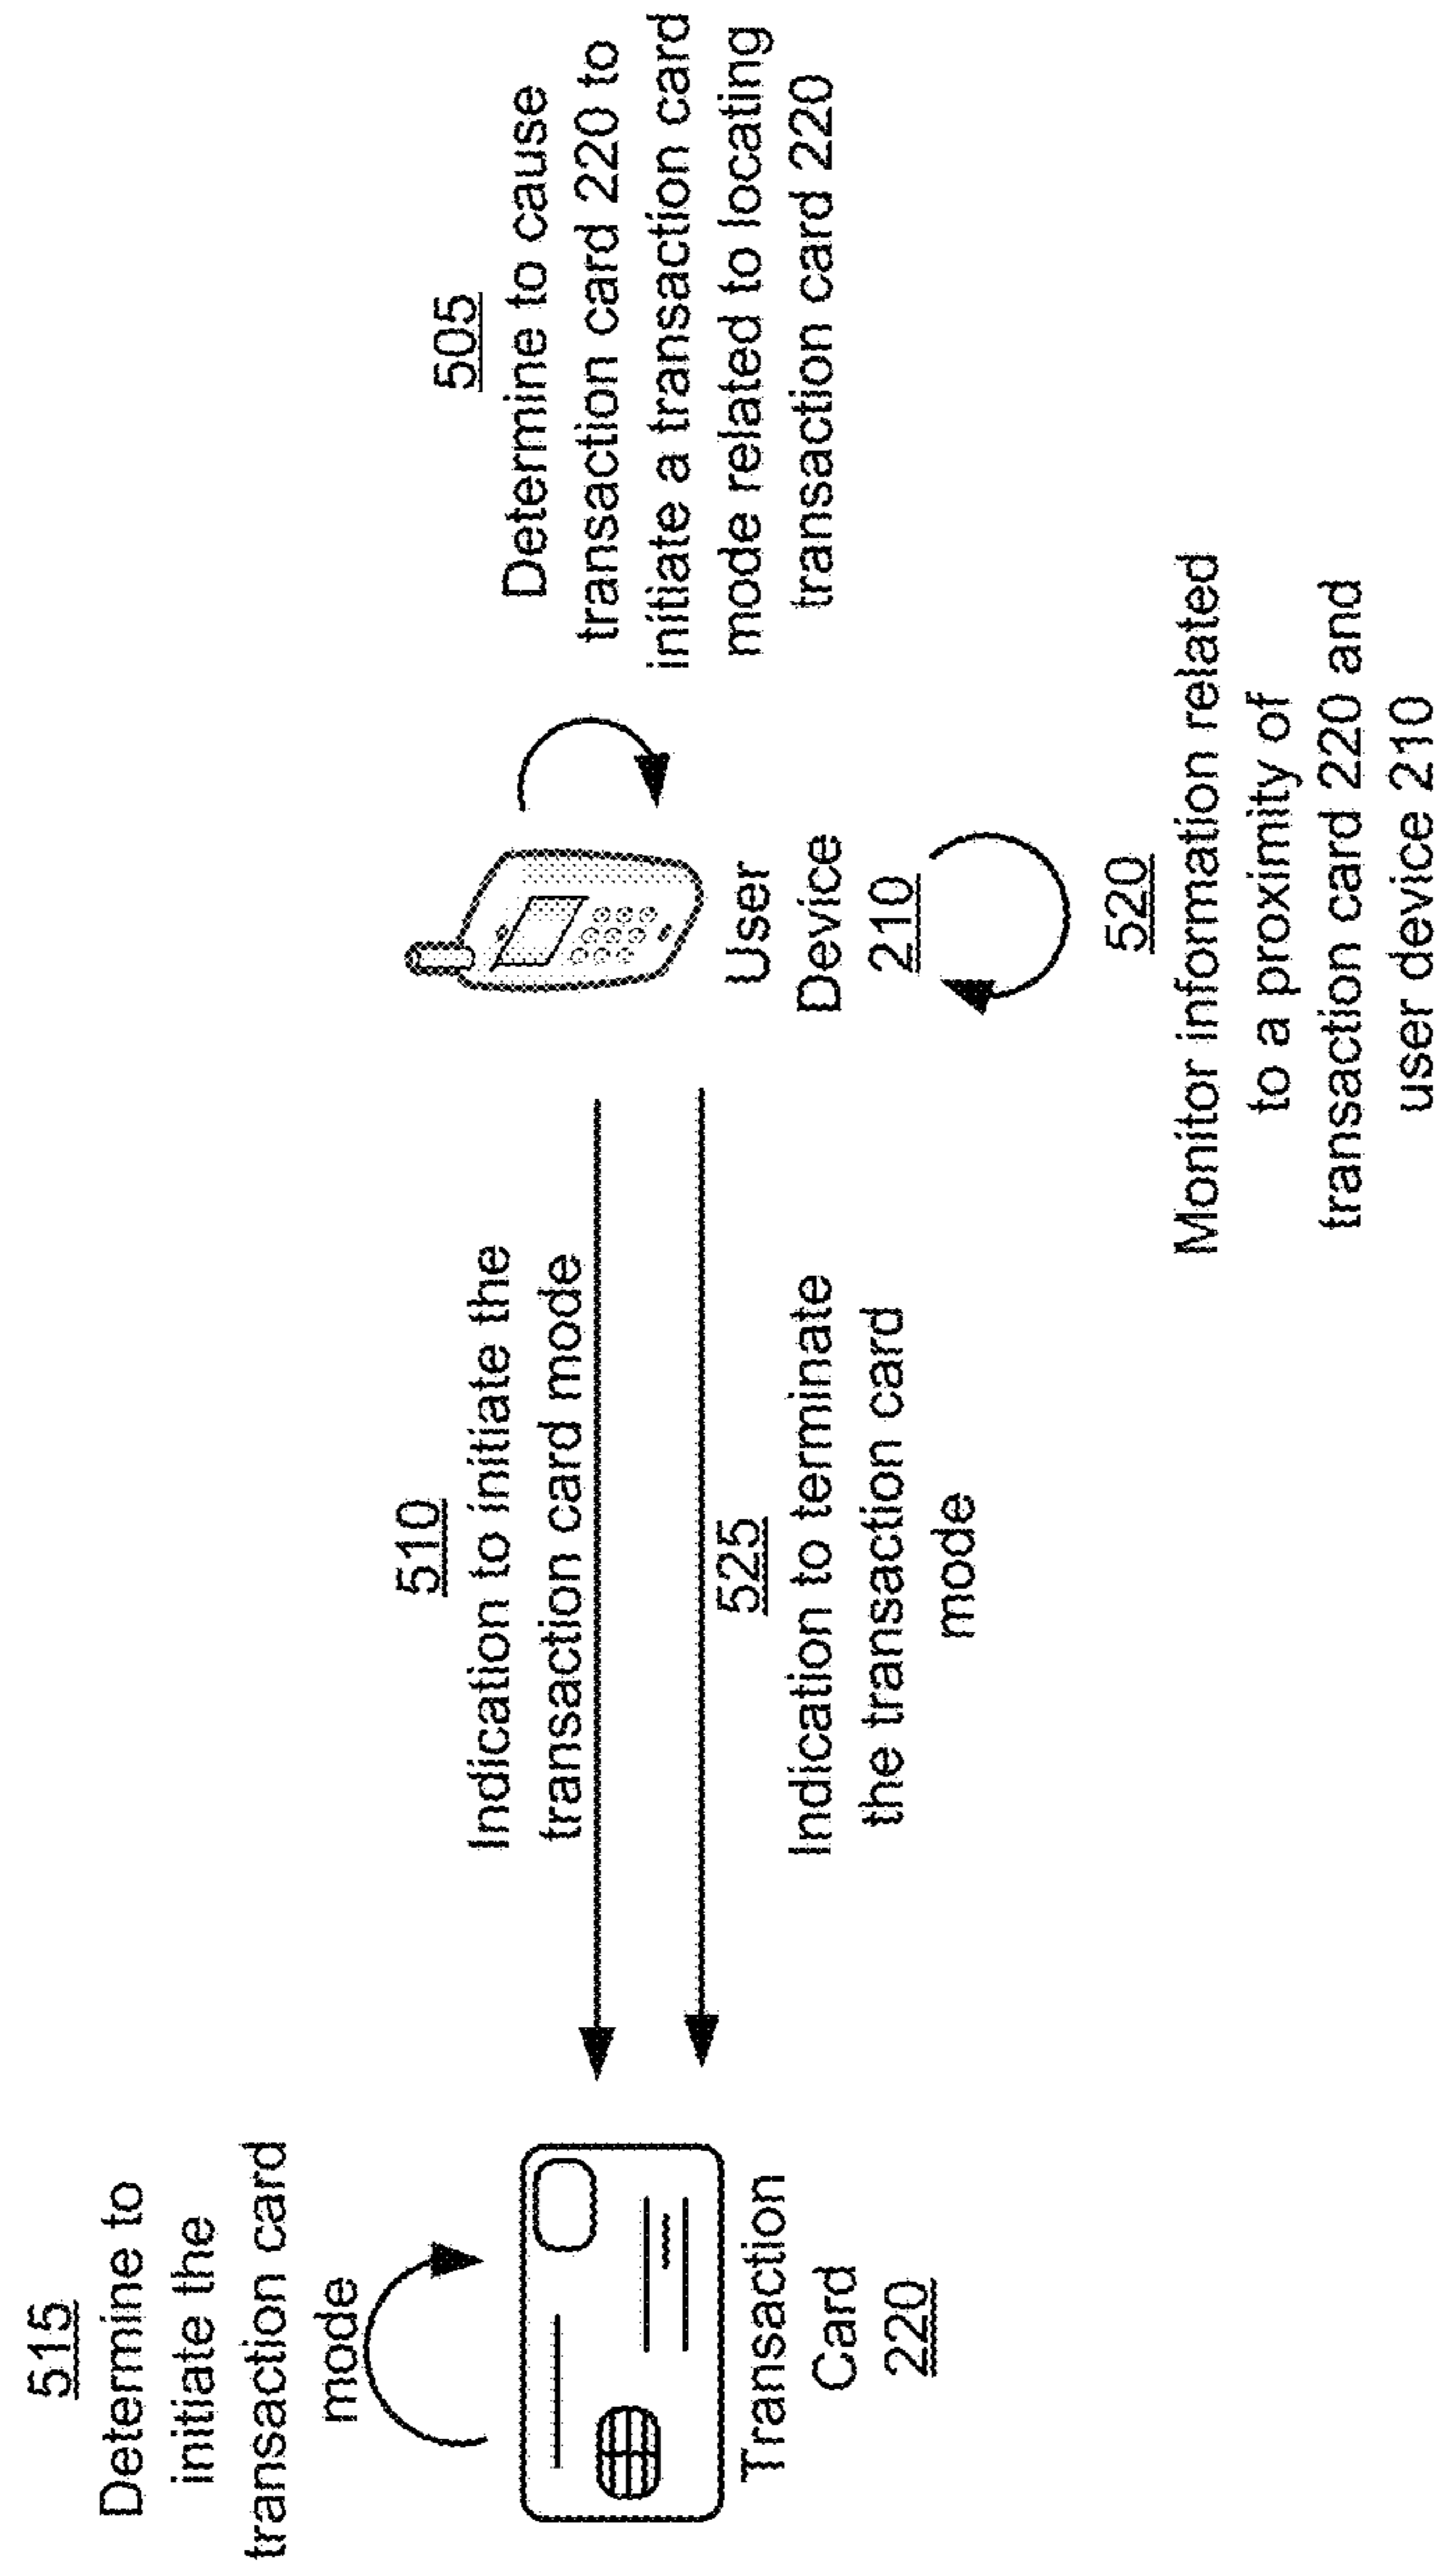 515
Determine to
initiate the
transaction card
mode
Transaction
Card
220
510
Indication to initiate the
transaction card mode
525
Indication to terminate
the transaction card
mode
User
Device
210
505
Determine to cause
transaction card 220 to
initiate a transaction card
mode related to locating
transaction card 220
520
Monitor information related
to a proximity of
transaction card 220 and
user device 210